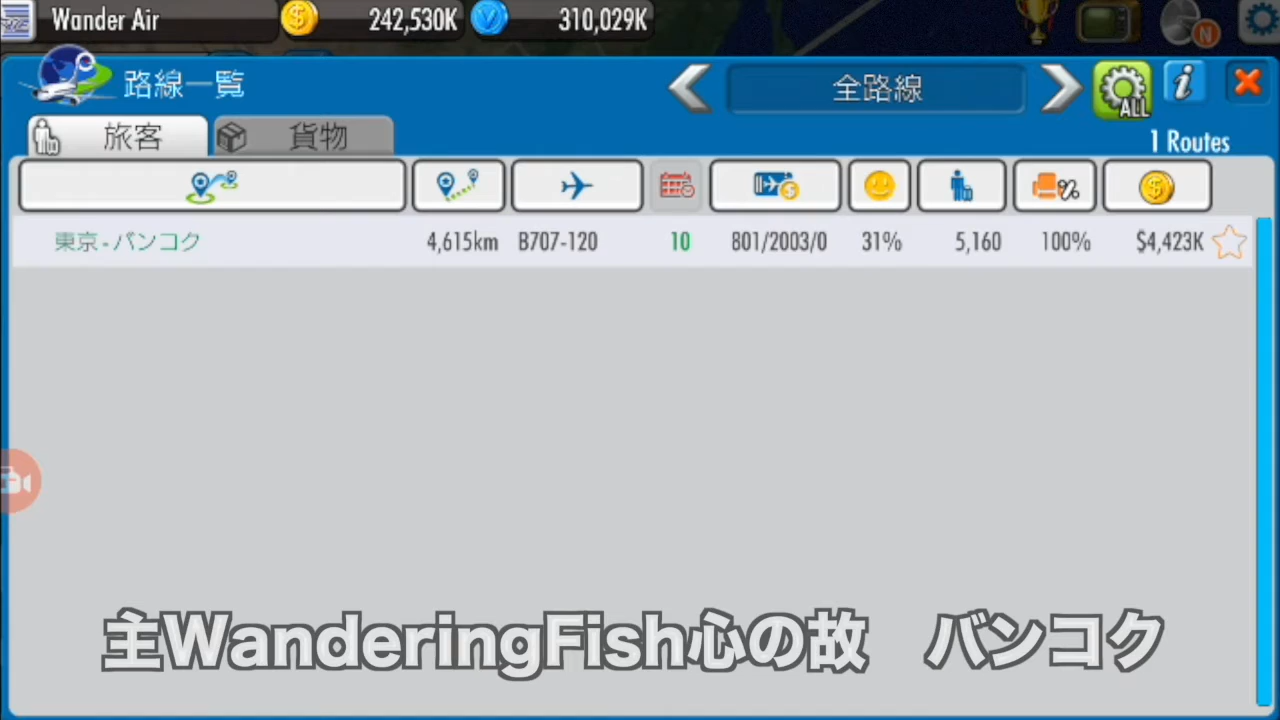 Wander Air 242,530K 310,029K N
路線一覧 全路線 ALL i
旅客 貨物 1 Routes
東京-バンコク 4,615km B707-120 10 801/2003/0 31% 5,160 100% $4,423K
主WanderingFish心の故 バンコク